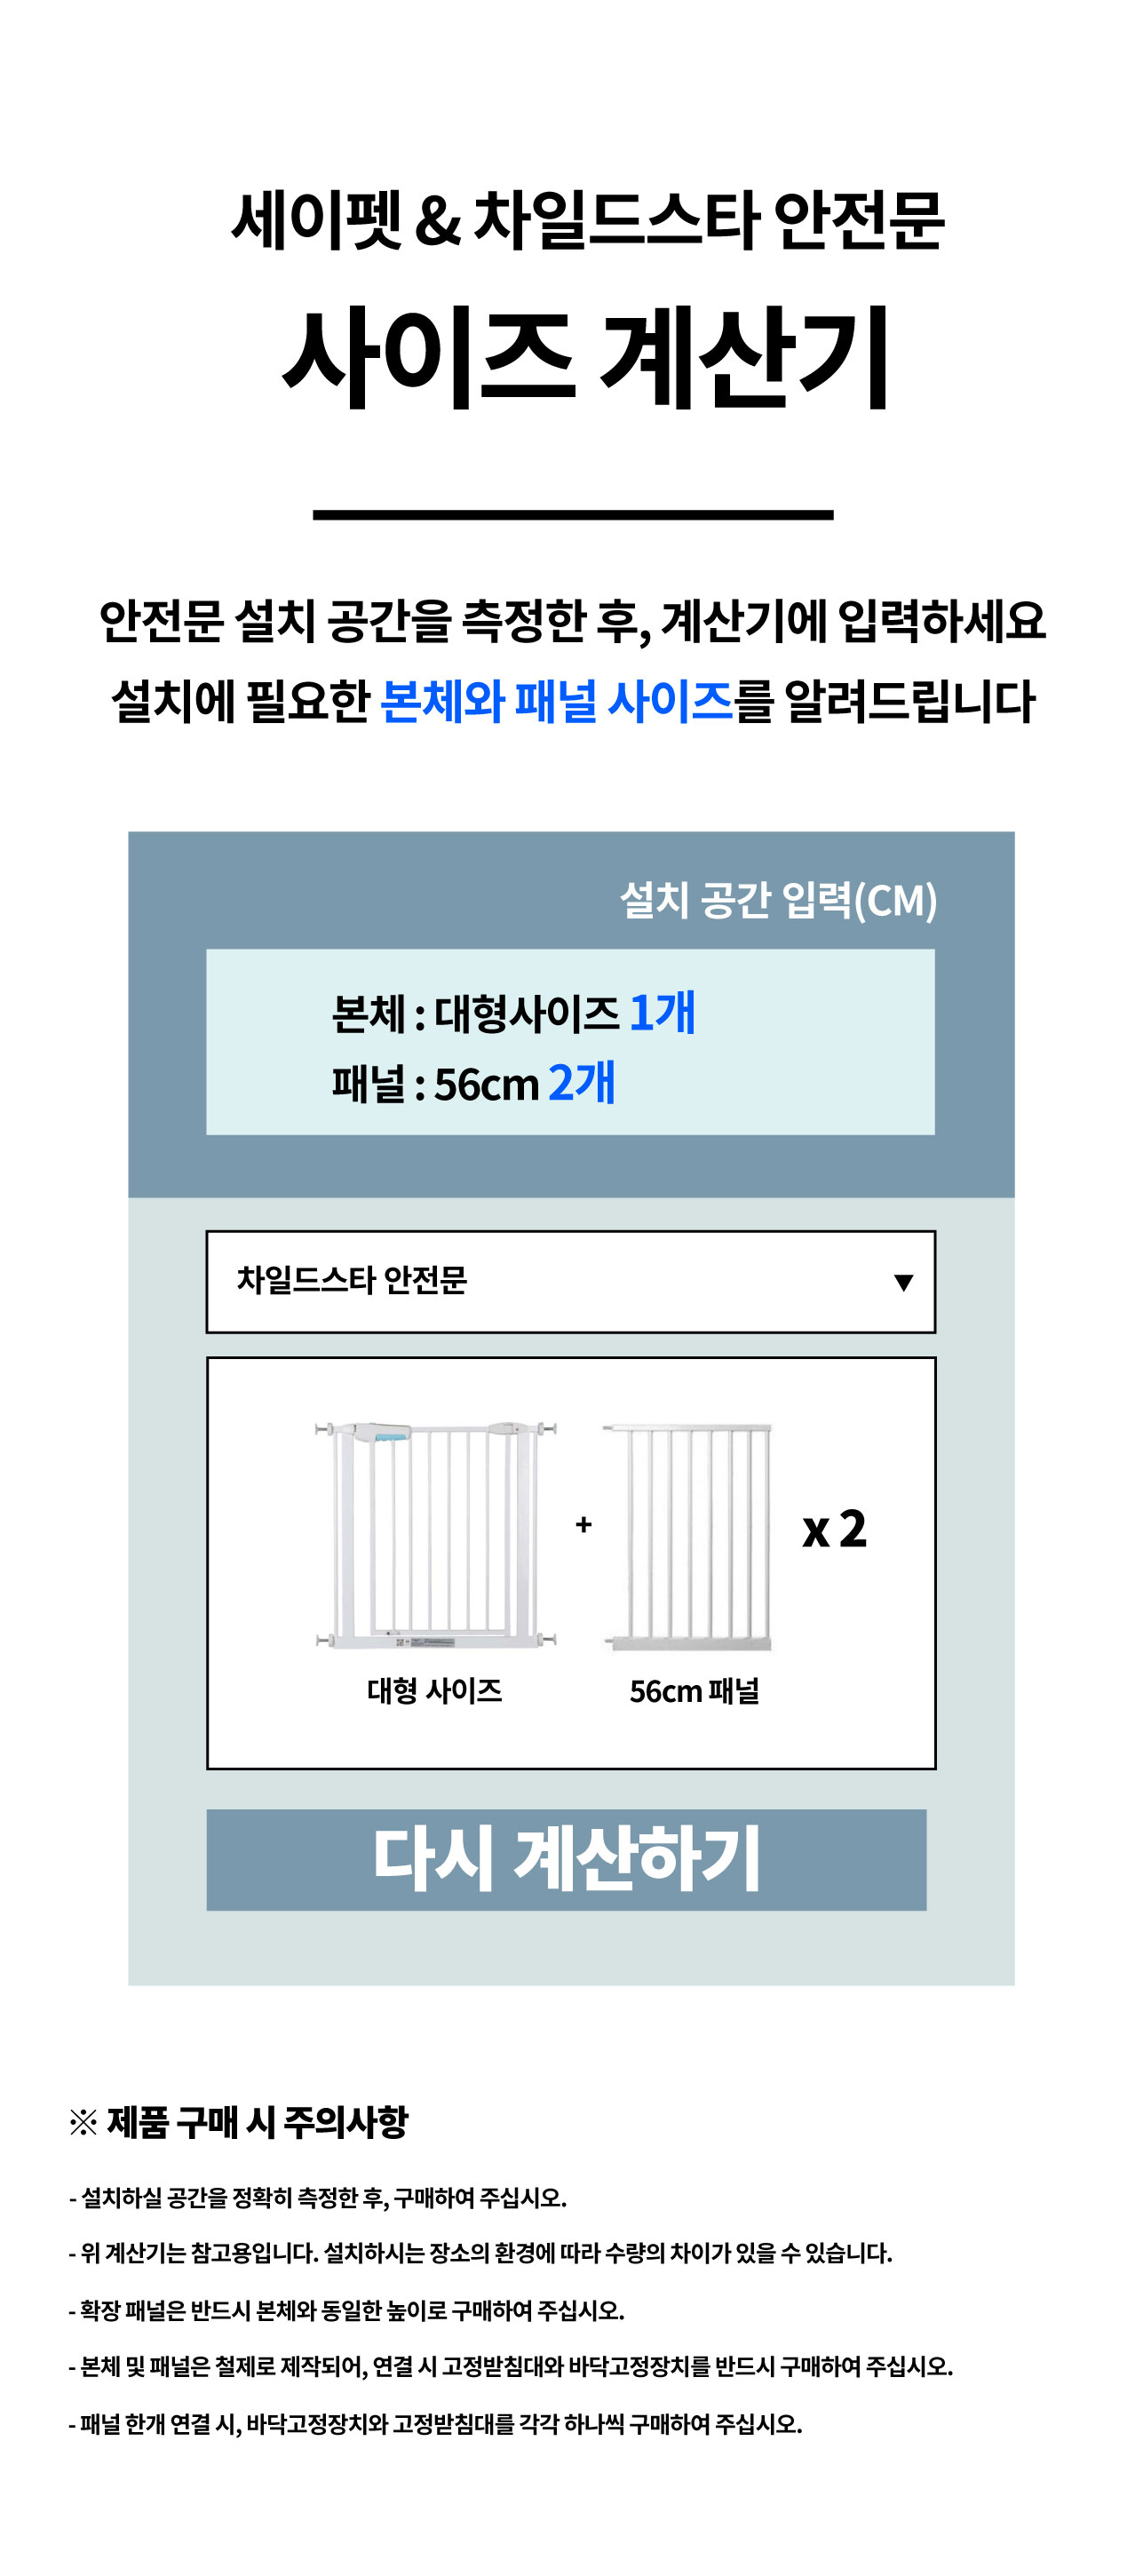 세이펫 & 차일드스타 안전문
사이즈 계산기
안전문 설치 공간을 측정한 후, 계산기에 입력하세요
설치에 필요한 본체와 패널 사이즈를 알려드립니다
설치 공간 입력(CM)
본체 : 대형사이즈 1개
패널 : 56cm 2개
차일드스타 안전문 ▼
+ x 2
대형 사이즈 56cm 패널
다시 계산하기
※ 제품 구매 시 주의사항
- 설치하실 공간을 정확히 측정한 후, 구매하여 주십시오.
- 위 계산기는 참고용입니다. 설치하시는 장소의 환경에 따라 수량의 차이가 있을 수 있습니다.
- 확장 패널은 반드시 본체와 동일한 높이로 구매하여 주십시오.
- 본체 및 패널은 철제로 제작되어, 연결 시 고정받침대와 바닥고정장치를 반드시 구매하여 주십시오.
- 패널 한개 연결 시, 바닥고정장치와 고정받침대를 각각 하나씩 구매하여 주십시오.